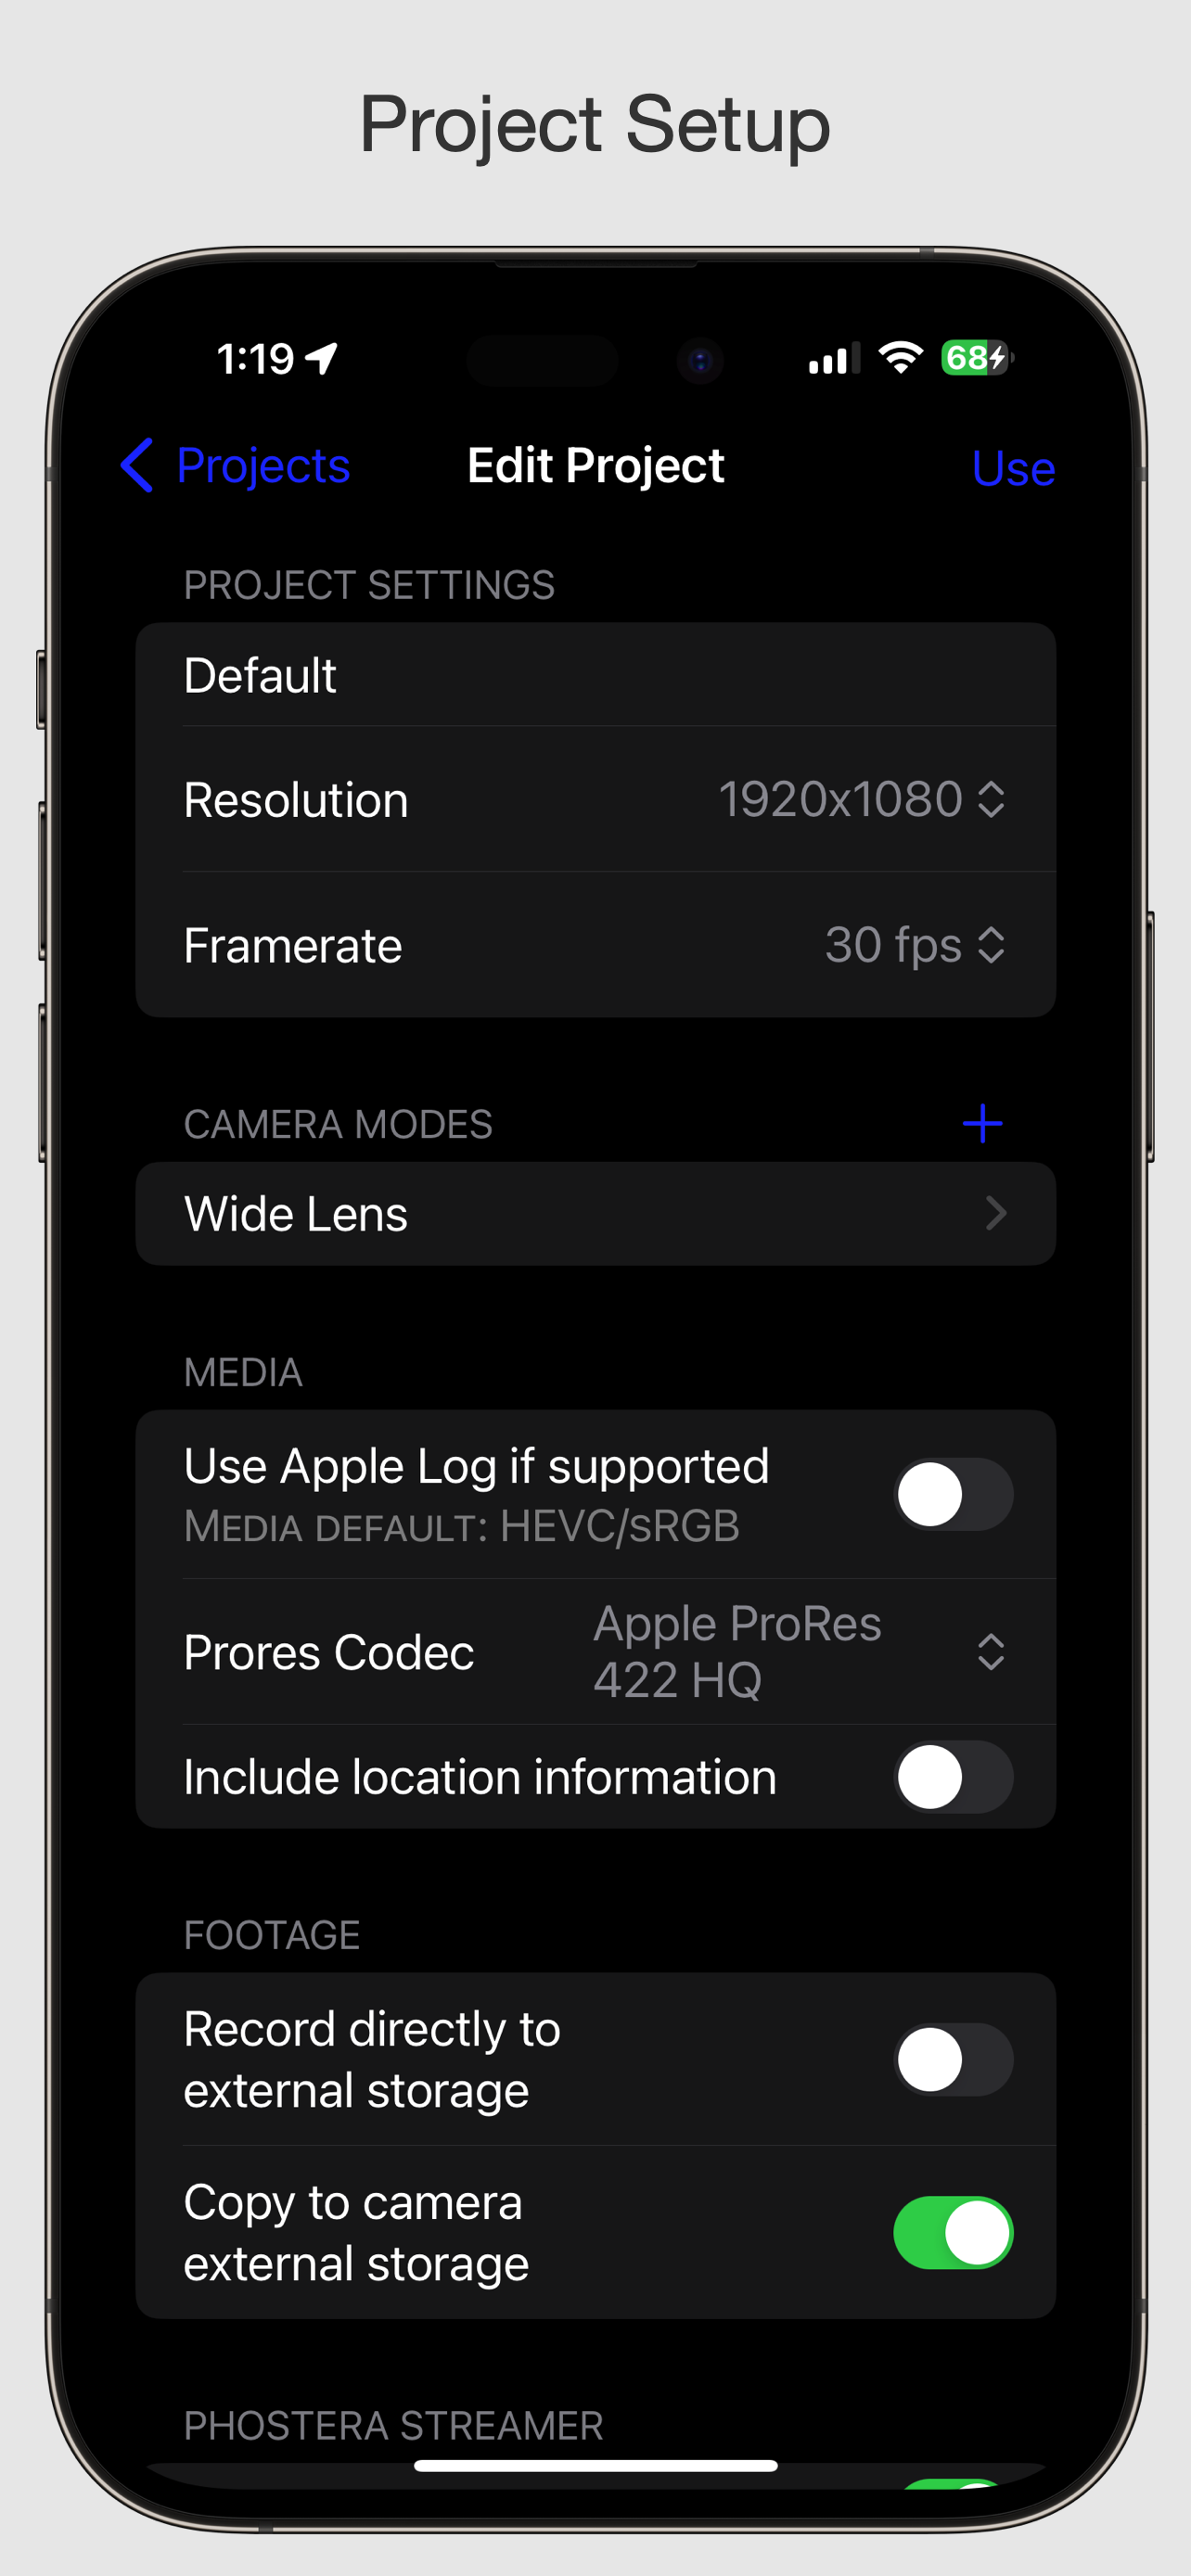 Project Setup
1:19
68
Projects
Edit Project
Use
PROJECT SETTINGS
Default
Resolution
1920x1080
Framerate
30 fps
CAMERA MODES
Wide Lens
MEDIA
Use Apple Log if supported
MEDIA DEFAULT: HEVC/sRGB
Prores Codec
Apple ProRes
422 HQ
Include location information
FOOTAGE
Record directly to
external storage
Copy to camera
external storage
PHOSTERA STREAMER